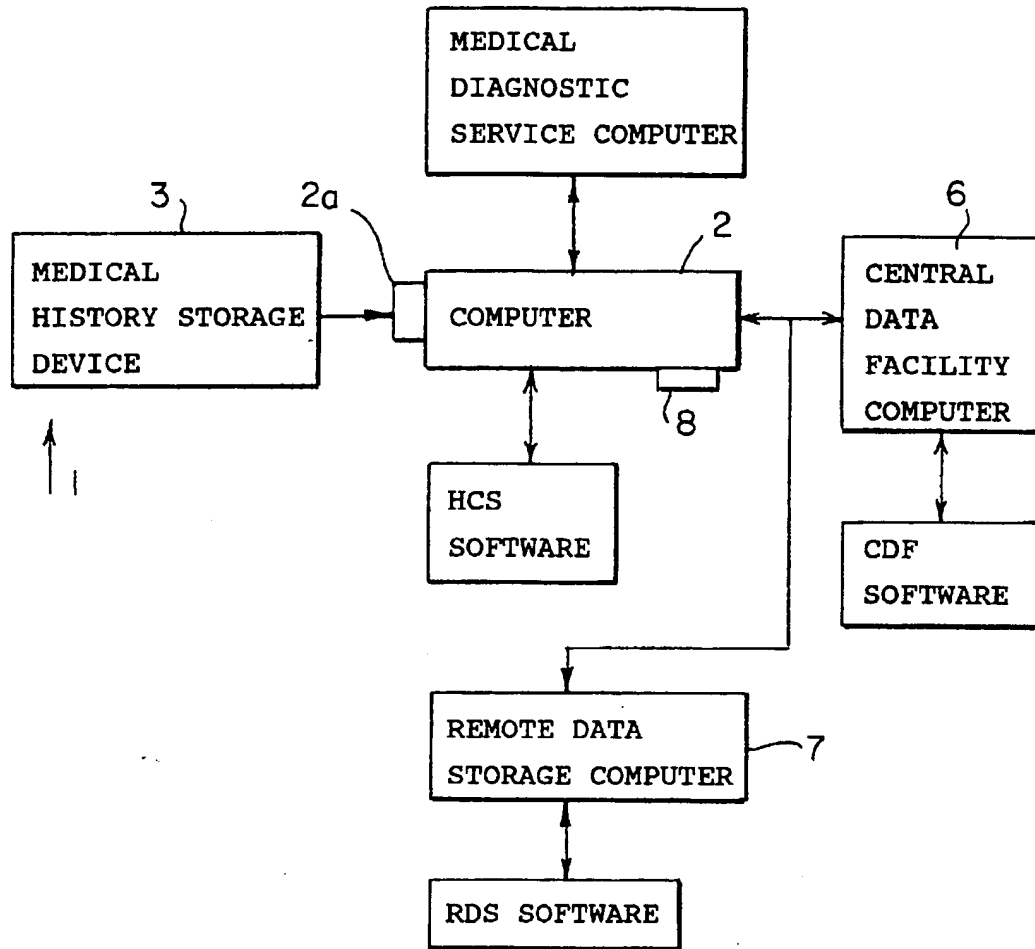 MEDICAL
DIAGNOSTIC
SERVICE COMPUTER
3
2a
2
6
MEDICAL
HISTORY STORAGE
DEVICE
COMPUTER
CENTRAL
DATA
FACILITY
COMPUTER
8
1
HCS
SOFTWARE
CDF
SOFTWARE
REMOTE DATA
STORAGE COMPUTER
7
RDS SOFTWARE